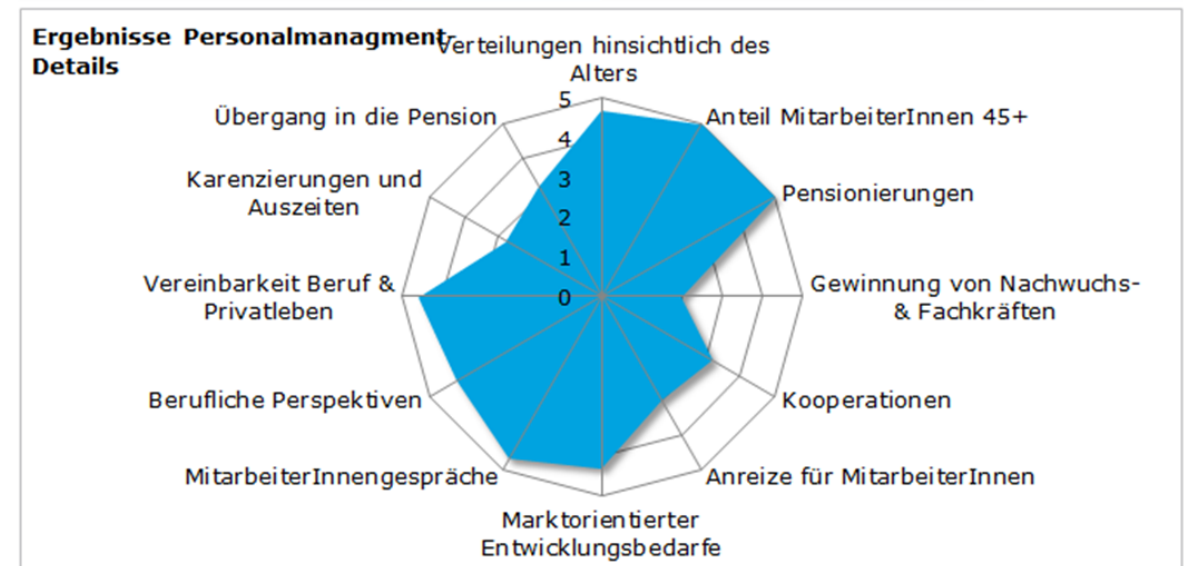 Ergebnisse Personalmanagment-
Details
Verteilungen hinsichtlich des
Alters
Anteil MitarbeiterInnen 45+
Pensionierungen
Gewinnung von Nachwuchs-
& Fachkräften
Kooperationen
Anreize für MitarbeiterInnen
Marktorientierter
Entwicklungsbedarfe
MitarbeiterInnengespräche
Berufliche Perspektiven
Vereinbarkeit Beruf &
Privatleben
Karenzierungen und
Auszeiten
Übergang in die Pension
5
4
3
2
1
0